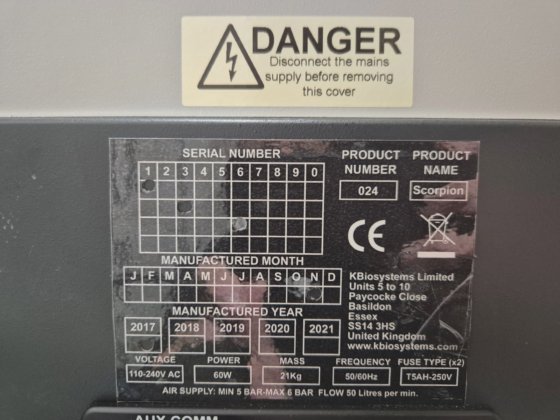 DANGER
Disconnect the mains
supply before removing
this cover
SERIAL NUMBER
1 2 3 4 5 6 7 8 9 0
PRODUCT NUMBER
024
PRODUCT NAME
Scorpion
CE
MANUFACTURED MONTH
J F M A M J J A S O N D
MANUFACTURED YEAR
2017 2018 2019 2020 2021
KBiosystems Limited
Units 5 to 10
Paycocke Close
Basildon
Essex
SS14 3HS
United Kingdom
www.kbiosystems.com
VOLTAGE POWER MASS FREQUENCY FUSE TYPE (x2)
110-240V AC 60W 21Kg 50/60Hz T5AH-250V
AIR SUPPLY: MIN 5 BAR-MAX 6 BAR FLOW 50 Litres per min.
AUX COMM